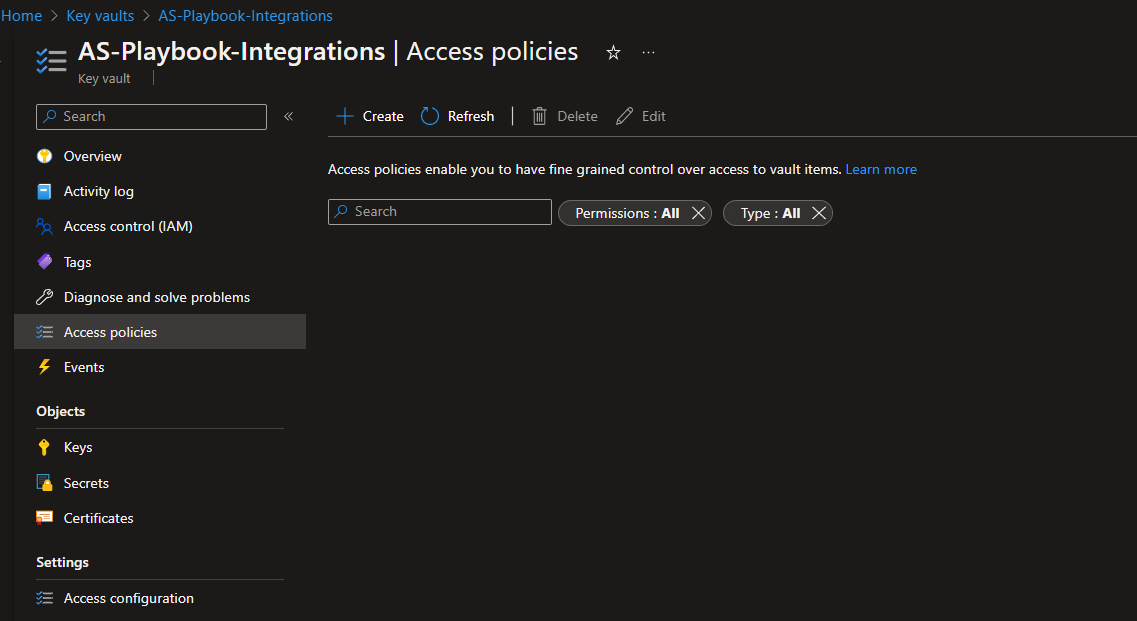 Home > Key vaults > AS-Playbook-Integrations
AS-Playbook-Integrations | Access policies
Key vault
Search
Create Refresh | Delete Edit
Overview
Activity log
Access control (IAM)
Tags
Diagnose and solve problems
Access policies
Events
Objects
Keys
Secrets
Certificates
Settings
Access configuration
Access policies enable you to have fine grained control over access to vault items. Learn more
Search
Permissions : All
Type : All